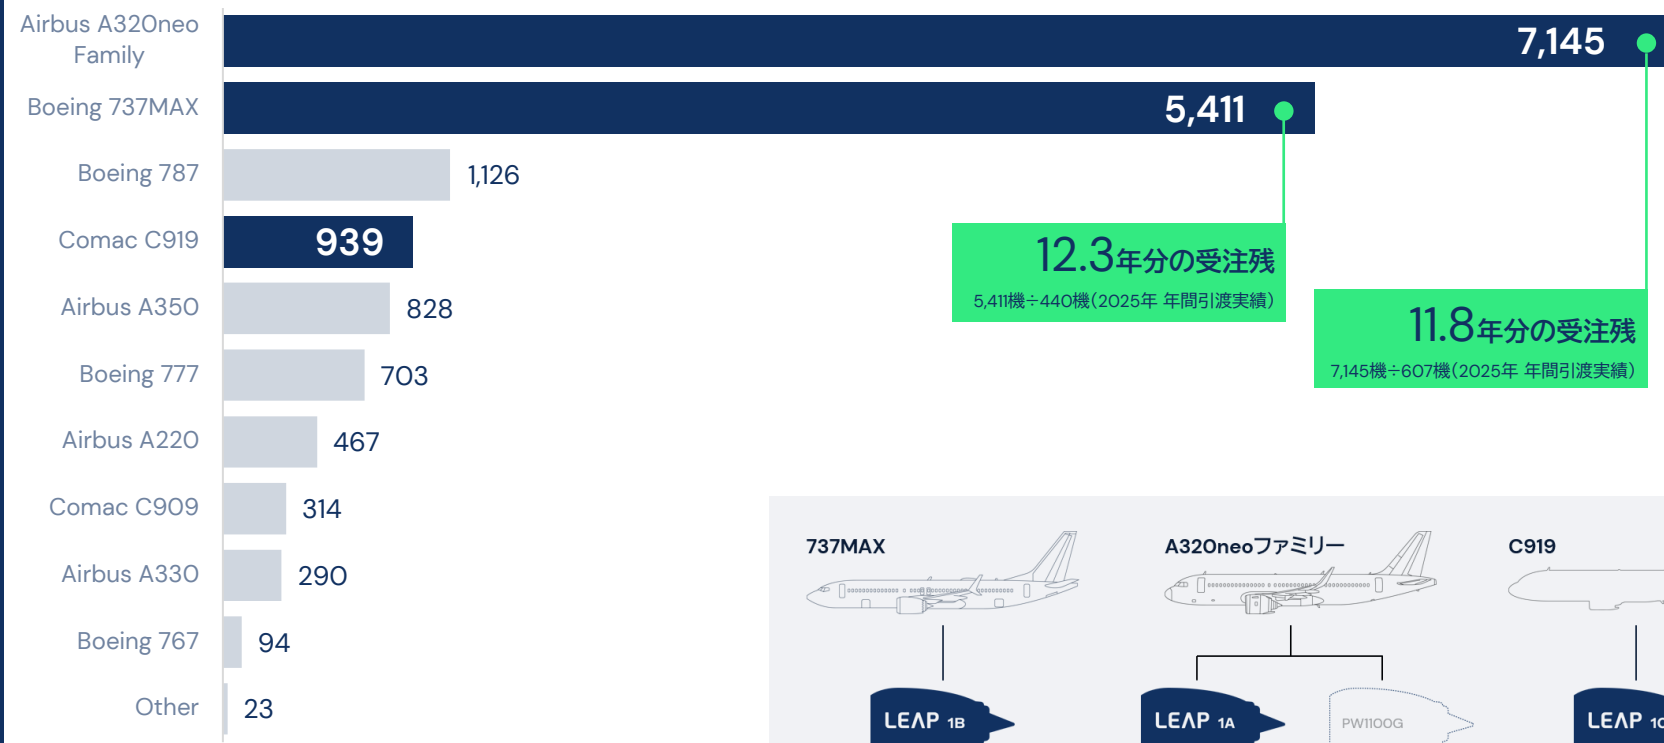 Airbus A320neo
Family
7,145
Boeing 737MAX
5,411
Boeing 787
1,126
Comac C919
939
12.3年分の受注残
5,411機÷440機(2025年 年間引渡実績)
Airbus A350
828
11.8年分の受注残
7,145機÷607機(2025年 年間引渡実績)
Boeing 777
703
Airbus A220
467
Comac C909
314
Airbus A330
290
Boeing 767
94
Other
23
737MAX
A320neoファミリー
C919
LEAP 1B
LEAP 1A
PW1100G
LEAP